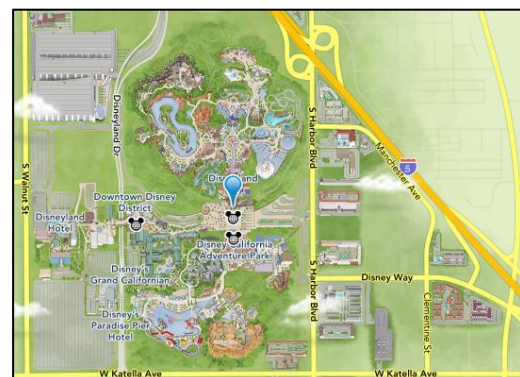 S Walnut St
Disneyland Dr
S Harbor Blvd
Manchester Ave
5
Disneyland
Downtown Disney
District
Disneyland
Hotel
Disney California
Adventure Park
Disney's
Grand Californian
S Harbor Blvd
Disney Way
Clementine St
Disney's
Paradise Pier
Hotel
W Katella Ave
W Katella Ave